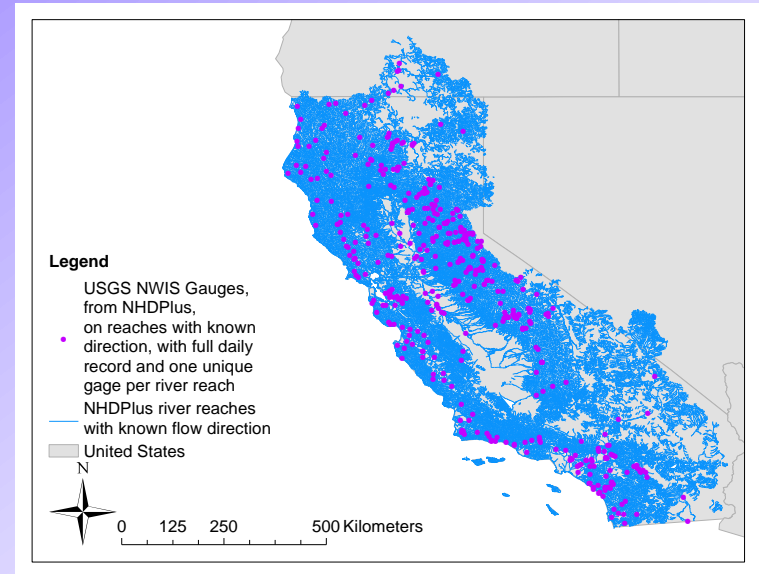 Legend
USGS NWIS Gauges,
from NHDPlus,
on reaches with known
direction, with full daily
record and one unique
gage per river reach
NHDPlus river reaches
with known flow direction
United States
N
0 125 250 500 Kilometers